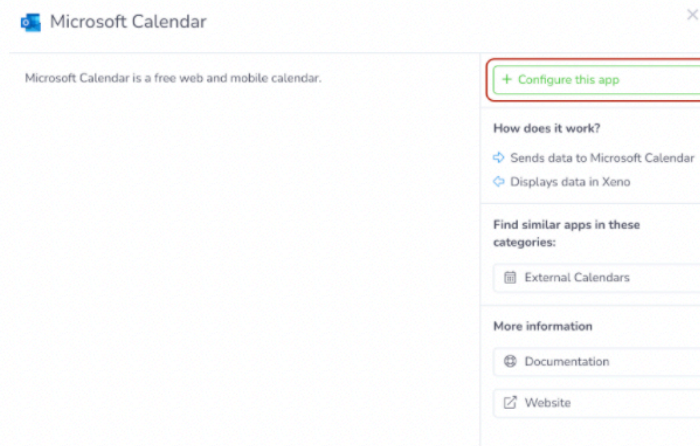 Microsoft Calendar
Microsoft Calendar is a free web and mobile calendar.
+ Configure this app
How does it work?
Sends data to Microsoft Calendar
Displays data in Xeno
Find similar apps in these
categories:
External Calendars
More information
Documentation
Website